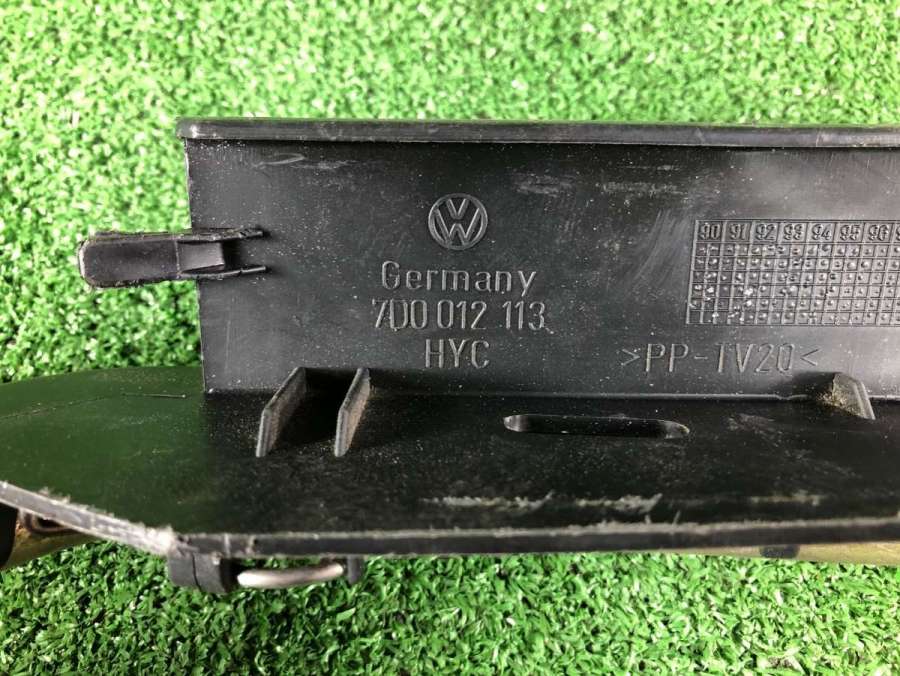 VW
Germany
7D0 012 113
HYC
>PP-TV20<
90 91 92 93 94 95 96